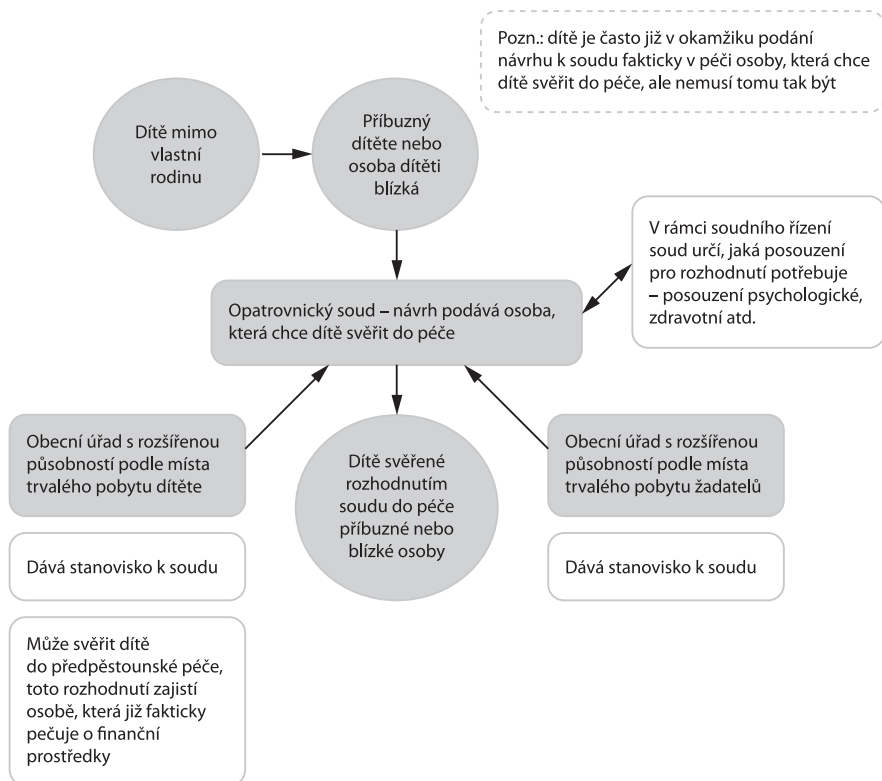 Pozn.: dítě je často již v okamžiku podání
návrhu k soudu fakticky v péči osoby, která chce
dítě svěřit do péče, ale nemusí tomu tak být
Dítě mimo
vlastní
rodinu
Příbuzný
dítěte nebo
osoba dítěti
blízká
V rámci soudního řízení
soud určí, jaká posouzení
pro rozhodnutí potřebuje
– posouzení psychologické,
zdravotní atd.
Opatrovnický soud – návrh podává osoba,
která chce dítě svěřit do péče
Obecní úřad s rozšířenou
působností podle místa
trvalého pobytu dítěte
Dítě svěřené
rozhodnutím
soudu do péče
příbuzné nebo
blízké osoby
Obecní úřad s rozšířenou
působností podle místa
trvalého pobytu žadatelů
Dává stanovisko k soudu
Dává stanovisko k soudu
Může svěřit dítě
do předpěstounské péče,
toto rozhodnutí zajistí
osobě, která již fakticky
pečuje o finanční
prostředky